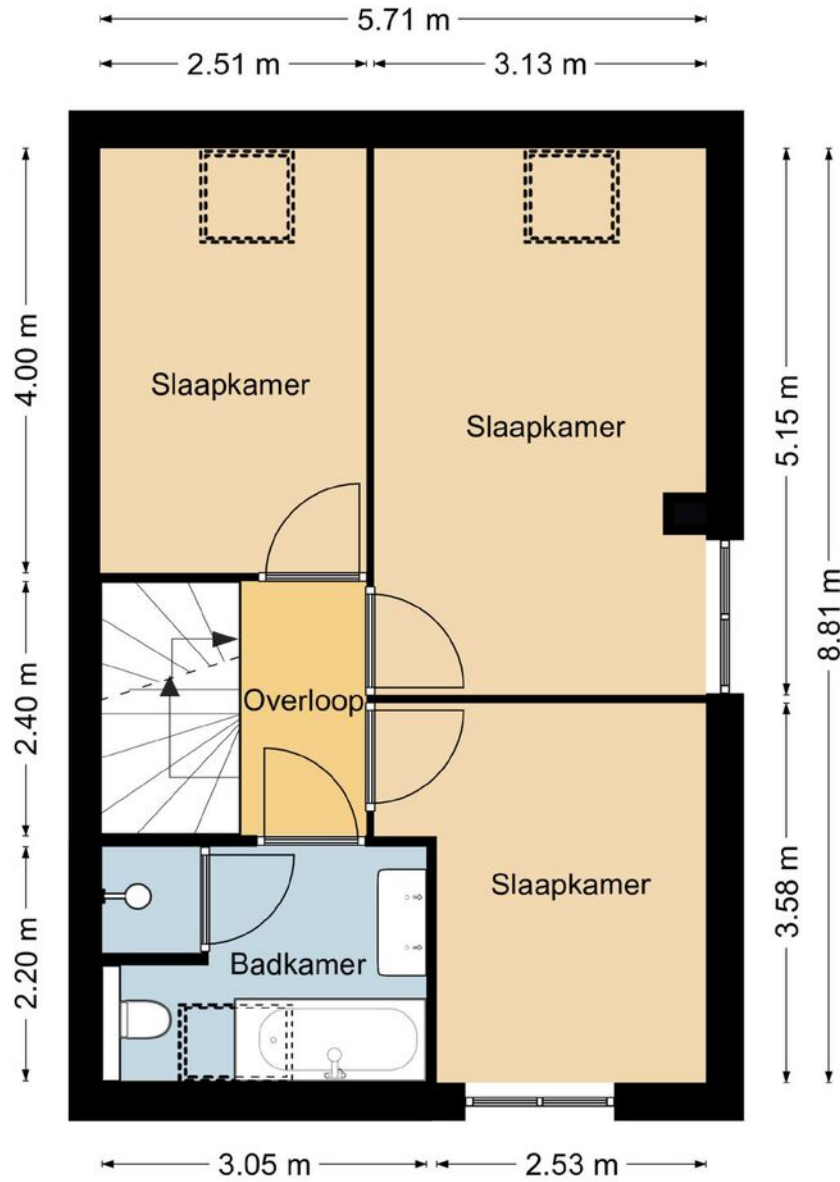 5.71 m
2.51 m
3.13 m
4.00 m
Slaapkamer
Slaapkamer
5.15 m
8.81 m
2.40 m
Overloop
Slaapkamer
3.58 m
2.20 m
Badkamer
3.05 m
2.53 m